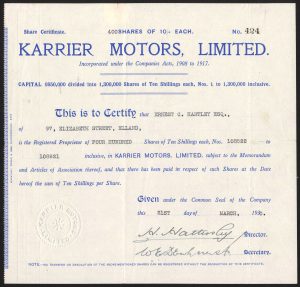 Share Certificate.
400 SHARES OF 10/- EACH.
No. 424
KARRIER MOTORS, LIMITED.
Incorporated under the Companies Acts, 1908 to 1917.
CAPITAL £650,000 divided into 1,300,000 Shares of Ten Shillings each, Nos. 1 to 1,300,000 inclusive.
This is to Certify that ERNEST C. HARTLEY ESQ.,
of 97, ELIZABETH STREET, ELLAND,
is the Registered Proprietor of FOUR HUNDRED Shares of Ten Shillings each, Nos.
to inclusive, in KARRIER MOTORS, LIMITED, subject to the Memorandum
and Articles of Association thereof, and that there has been paid in respect of such Shares at the Date
hereof the sum of Ten Shillings per Share.
Given under the Common Seal of the Company
this 31ST day of MARCH,
Director.
Secretary.
KARRIER MOTORS LIMITED